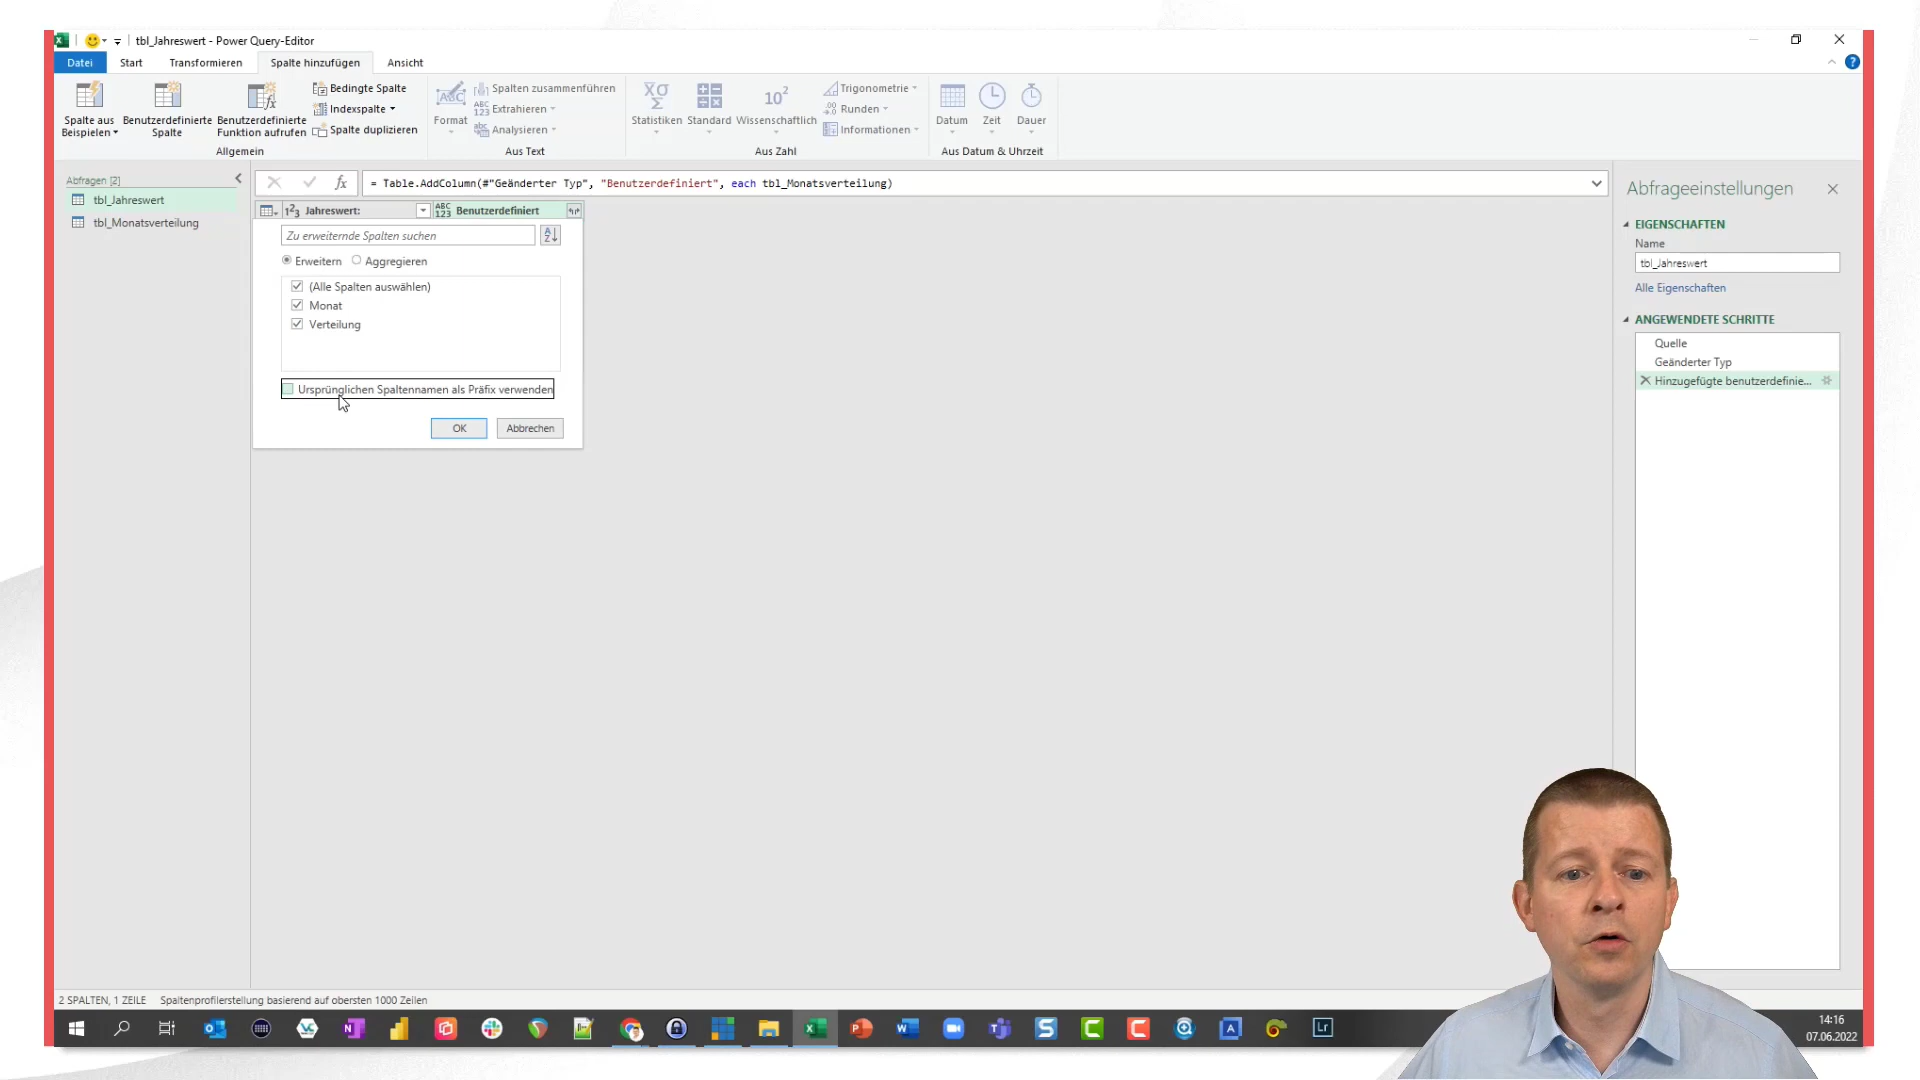 tbl_Jahreswert - Power Query-Editor
Datei Start Transformieren Spalte hinzufügen Ansicht
Spalte aus Beispielen
Benutzerdefinierte Spalte
Benutzerdefinierte Funktion aufrufen
Bedingte Spalte
Indexspalte
Spalte duplizieren
Allgemein
Format
Spalten zusammenführen
Extrahieren
Analysieren
Aus Text
Statistiken
Standard
Wissenschaftlich
Trigonometrie
Runden
Informationen
Aus Zahl
Datum
Zeit
Dauer
Aus Datum & Uhrzeit
Abfragen [2]
tbl_Jahreswert
tbl_Monatsverteilung
fx = Table.AddColumn(#"Geänderter Typ", "Benutzerdefiniert", each tbl_Monatsverteilung)
1²3 Jahreswert: ABC 123 Benutzerdefiniert
Zu erweiternde Spalten suchen
Erweitern Aggregieren
(Alle Spalten auswählen)
Monat
Verteilung
Ursprünglichen Spaltennamen als Präfix verwenden
OK Abbrechen
Abfrageeinstellungen
EIGENSCHAFTEN
Name
tbl_Jahreswert
Alle Eigenschaften
ANGEWENDETE SCHRITTE
Quelle
Geänderter Typ
Hinzugefügte benutzerdefinie...
2 SPALTEN, 1 ZEILE Spaltenprofilerstellung basierend auf obersten 1000 Zeilen
14:16
07.06.2022